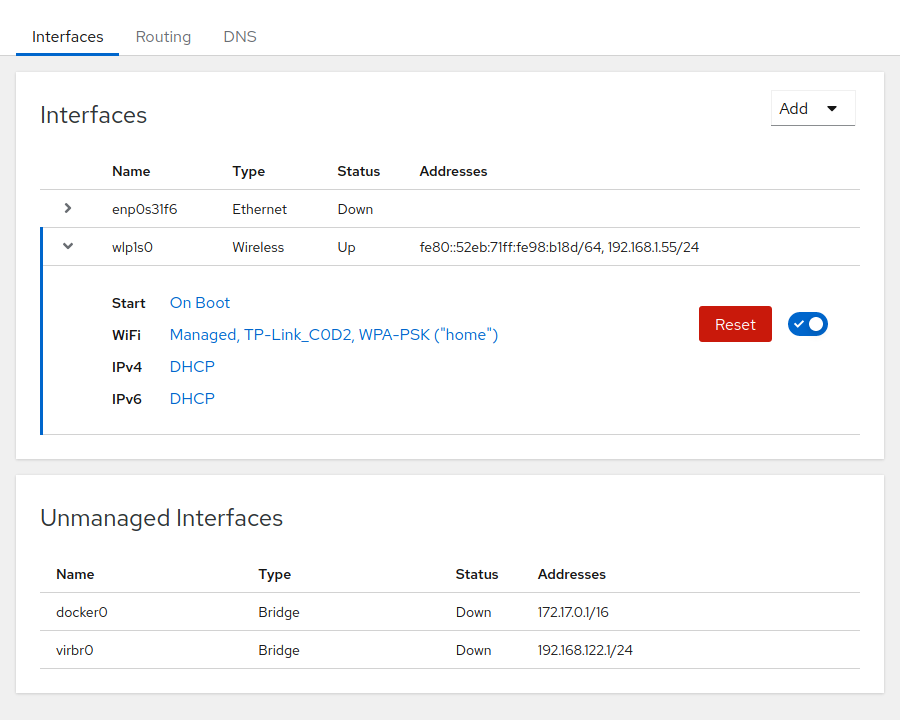 Interfaces Routing DNS
Interfaces
Add
Name Type Status Addresses
enp0s31f6 Ethernet Down
wlp1s0 Wireless Up fe80::52eb:71ff:fe98:b18d/64, 192.168.1.55/24
Start On Boot
WiFi Managed, TP-Link_C0D2, WPA-PSK ("home")
Reset
IPv4 DHCP
IPv6 DHCP
Unmanaged Interfaces
Name Type Status Addresses
docker0 Bridge Down 172.17.0.1/16
virbr0 Bridge Down 192.168.122.1/24